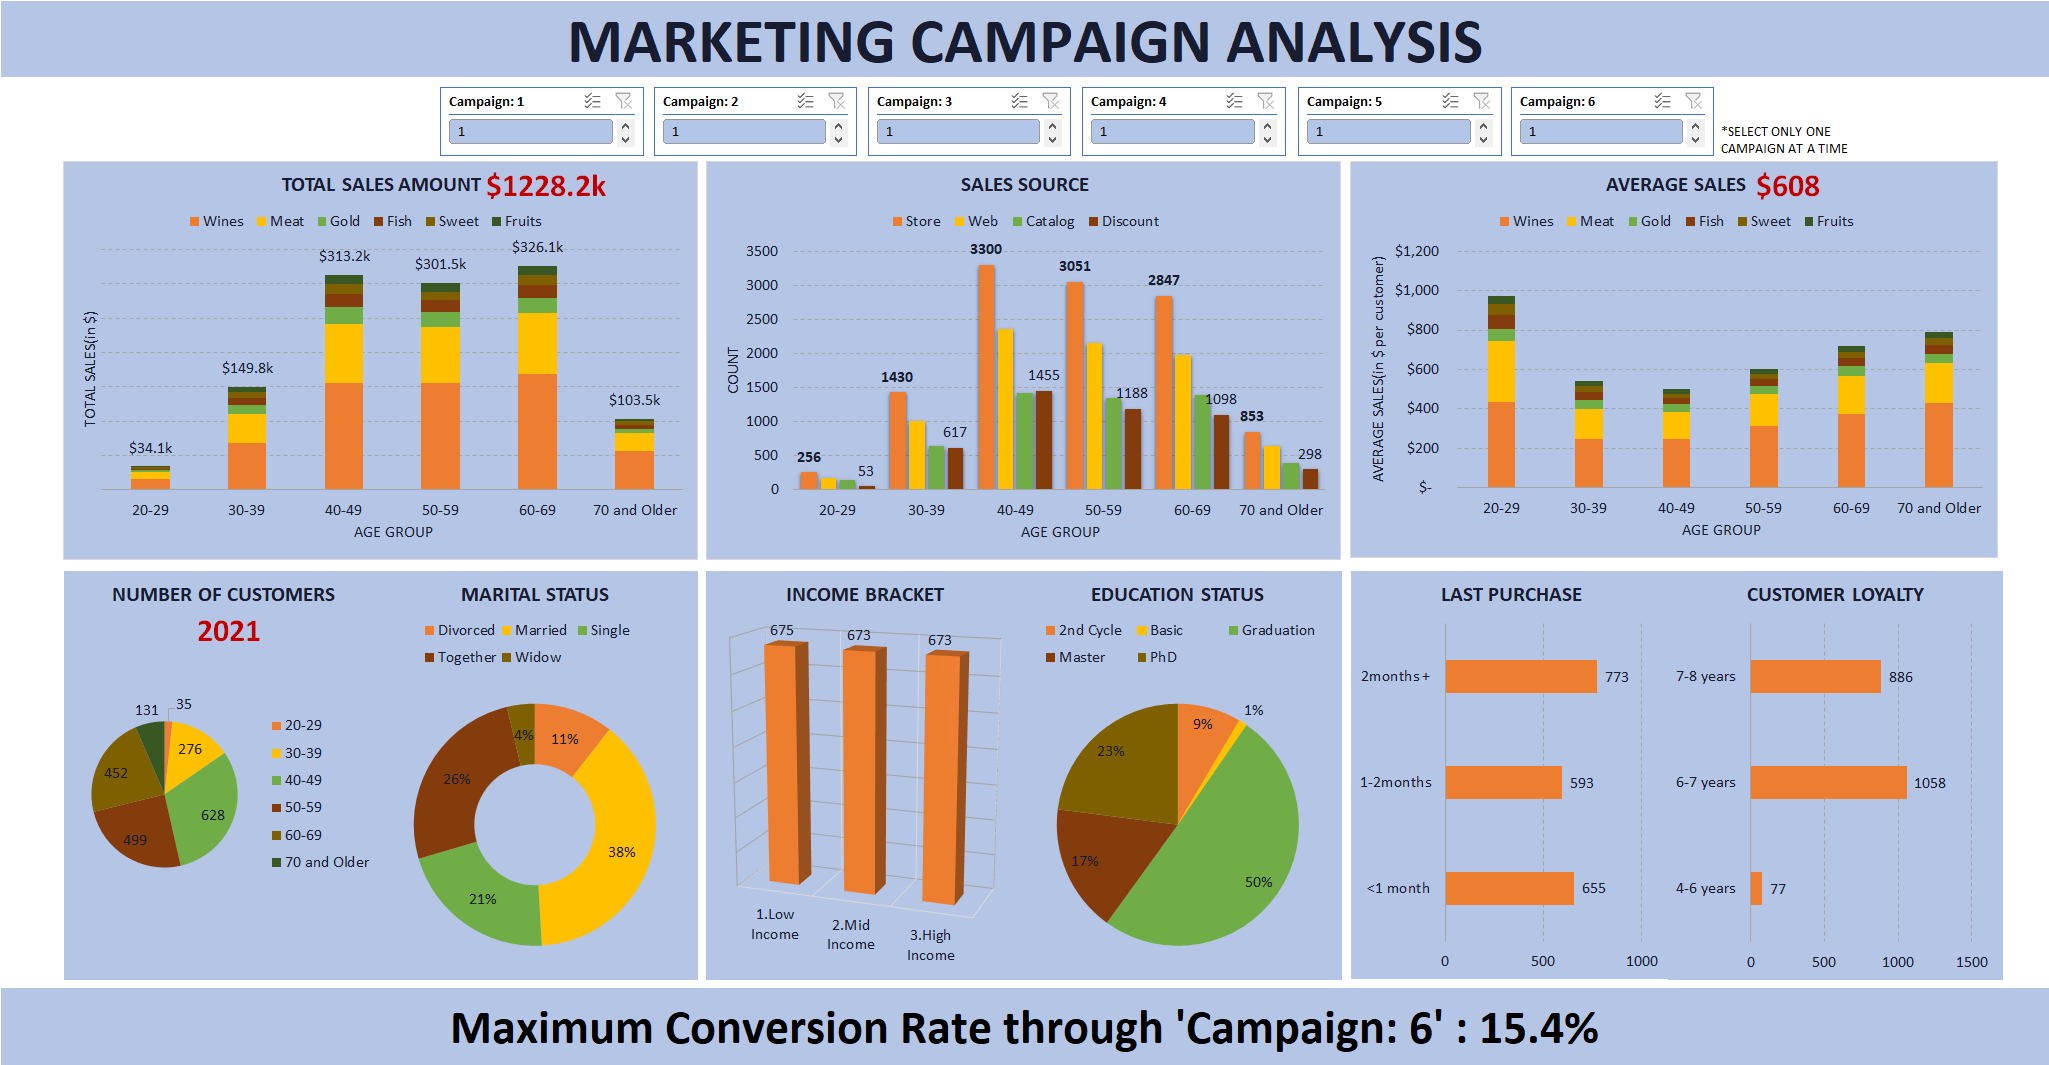 MARKETING CAMPAIGN ANALYSIS
Campaign: 1
1
Campaign: 2
1
Campaign: 3
1
Campaign: 4
1
Campaign: 5
1
Campaign: 6
1
*SELECT ONLY ONE
CAMPAIGN AT A TIME
TOTAL SALES AMOUNT $1228.2k
Wines Meat Gold Fish Sweet Fruits
TOTAL SALES(in $)
$34.1k
$149.8k
$313.2k
$301.5k
$326.1k
$103.5k
20-29 30-39 40-49 50-59 60-69 70 and Older
AGE GROUP
SALES SOURCE
Store Web Catalog Discount
COUNT
3500
3000
2500
2000
1500
1000
500
0
256
53
1430
617
3300
1455
3051
1188
2847
1098
853
298
20-29 30-39 40-49 50-59 60-69 70 and Older
AGE GROUP
AVERAGE SALES $608
Wines Meat Gold Fish Sweet Fruits
AVERAGE SALES(in $ per customer)
$1,200
$1,000
$800
$600
$400
$200
$-
20-29 30-39 40-49 50-59 60-69 70 and Older
AGE GROUP
NUMBER OF CUSTOMERS
2021
131
35
276
452
628
499
20-29
30-39
40-49
50-59
60-69
70 and Older
MARITAL STATUS
Divorced Married Single
Together Widow
4%
11%
26%
38%
21%
INCOME BRACKET
675
673
673
1.Low
Income
2.Mid
Income
3.High
Income
EDUCATION STATUS
2nd Cycle Basic Graduation
Master PhD
9%
1%
23%
17%
50%
LAST PURCHASE
2months+
773
1-2months
593
<1 month
655
0 500 1000
CUSTOMER LOYALTY
7-8 years
886
6-7 years
1058
4-6 years
77
0 500 1000 1500
Maximum Conversion Rate through 'Campaign: 6' : 15.4%